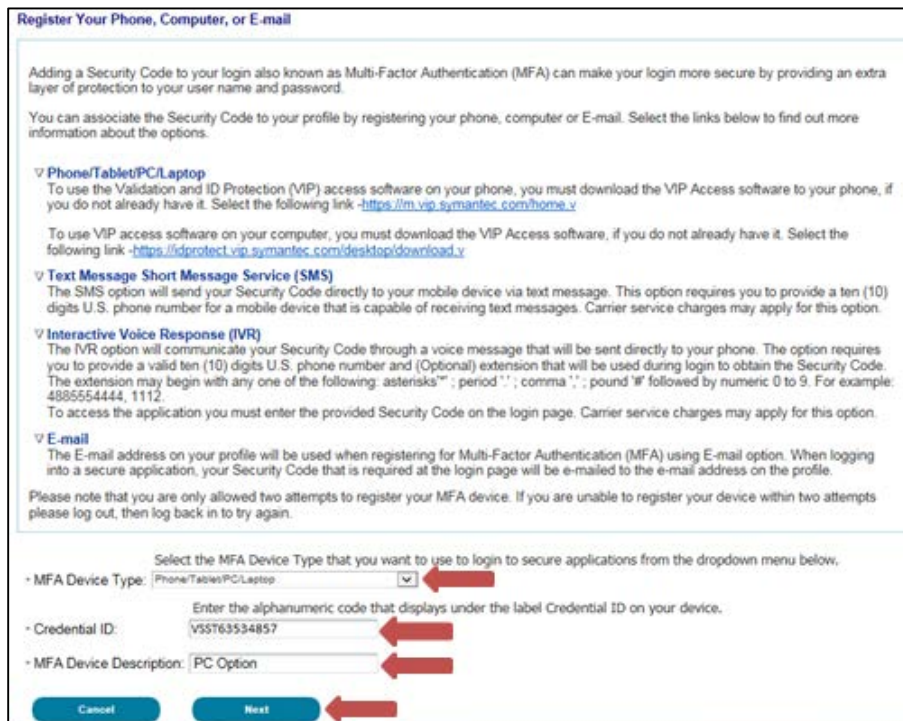 Register Your Phone, Computer, or E-mail
Adding a Security Code to your login also known as Multi-Factor Authentication (MFA) can make your login more secure by providing an extra
layer of protection to your user name and password.
You can associate the Security Code to your profile by registering your phone, computer or E-mail. Select the links below to find out more
information about the options.
▽ Phone/Tablet/PC/Laptop
To use the Validation and ID Protection (VIP) access software on your phone, you must download the VIP Access software to your phone, if
you do not already have it. Select the following link -https://m.vip.symantec.com/home.v
To use VIP access software on your computer, you must download the VIP Access software, if you do not already have it. Select the
following link -https://idprotect.vip.symantec.com/desktop/download.v
▽ Text Message Short Message Service (SMS)
The SMS option will send your Security Code directly to your mobile device via text message. This option requires you to provide a ten (10)
digits U.S. phone number for a mobile device that is capable of receiving text messages. Carrier service charges may apply for this option.
▽ Interactive Voice Response (IVR)
The IVR option will communicate your Security Code through a voice message that will be sent directly to your phone. The option requires
you to provide a valid ten (10) digits U.S. phone number and (Optional) extension that will be used during login to obtain the Security Code.
The extension may begin with any one of the following: asterisks'*' ; period '.' ; comma ',' ; pound '#' followed by numeric 0 to 9. For example:
4885554444, 1112.
To access the application you must enter the provided Security Code on the login page. Carrier service charges may apply for this option.
▽ E-mail
The E-mail address on your profile will be used when registering for Multi-Factor Authentication (MFA) using E-mail option. When logging
into a secure application, your Security Code that is required at the login page will be e-mailed to the e-mail address on the profile.
Please note that you are only allowed two attempts to register your MFA device. If you are unable to register your device within two attempts
please log out, then log back in to try again.
Select the MFA Device Type that you want to use to login to secure applications from the dropdown menu below.
* MFA Device Type: Phone/Tablet/PC/Laptop
Enter the alphanumeric code that displays under the label Credential ID on your device.
* Credential ID: VSST63534857
* MFA Device Description: PC Option
Cancel Next